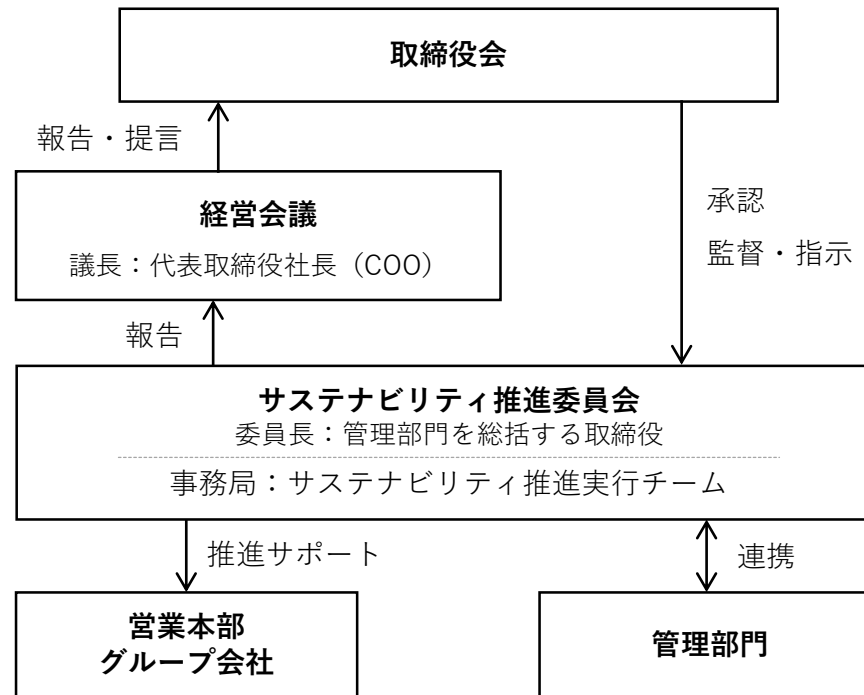 取締役会
報告・提言
経営会議
議長：代表取締役社長（COO）
承認
監督・指示
報告
サステナビリティ推進委員会
委員長：管理部門を総括する取締役
事務局：サステナビリティ推進実行チーム
推進サポート
連携
営業本部
グループ会社
管理部門